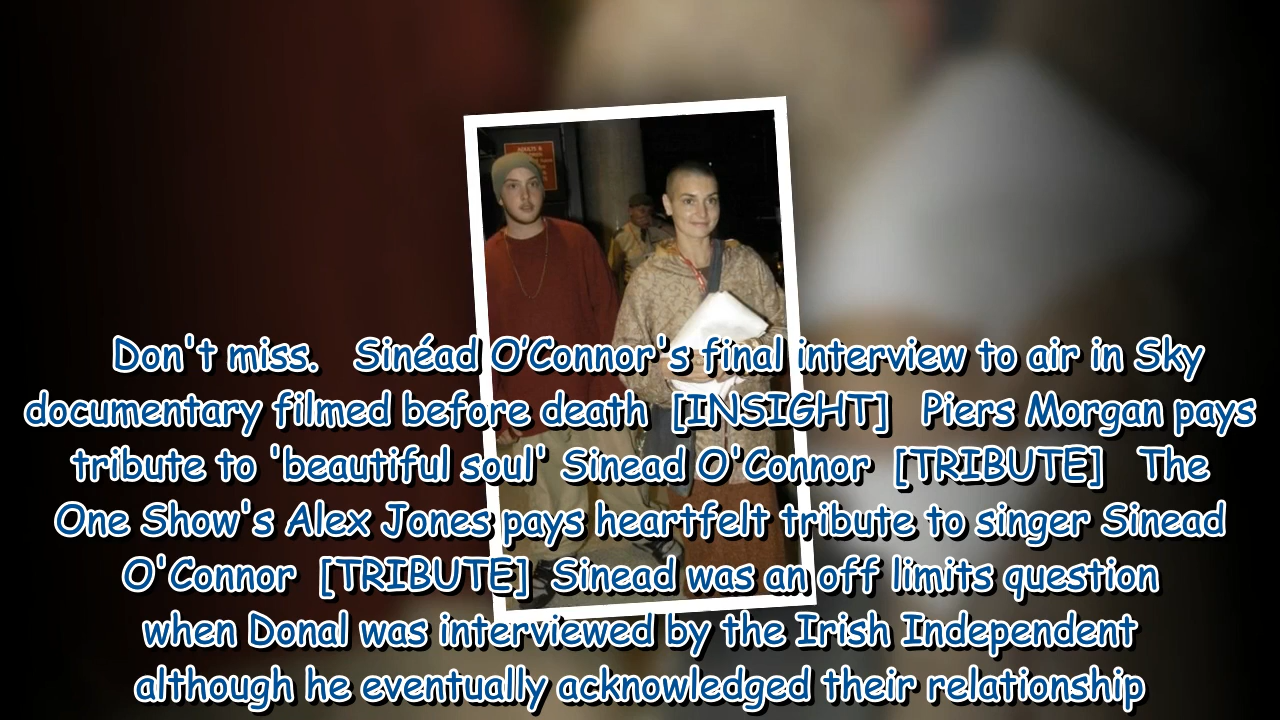 ADULTS &
Don't miss.   Sinéad O’Connor's final interview to air in Sky
documentary filmed before death  [INSIGHT]   Piers Morgan pays
tribute to 'beautiful soul' Sinead O'Connor  [TRIBUTE]   The
One Show's Alex Jones pays heartfelt tribute to singer Sinead
O'Connor  [TRIBUTE]  Sinead was an off limits question
when Donal was interviewed by the Irish Independent
although he eventually acknowledged their relationship